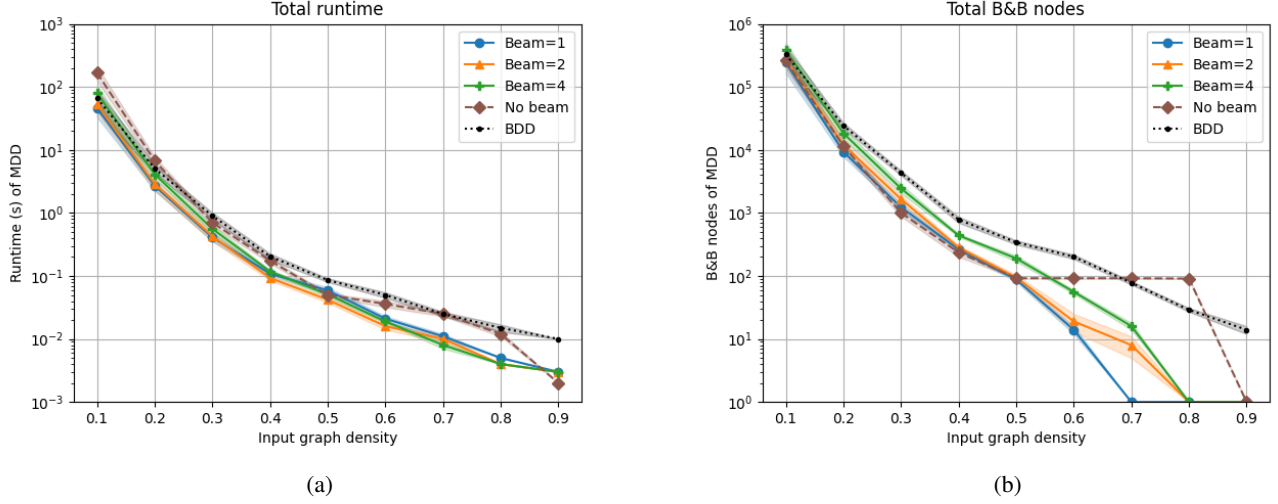 Total runtime
Runtime (s) of MDD
10^3
10^2
10^1
10^0
10^-1
10^-2
10^-3
Beam=1
Beam=2
Beam=4
No beam
BDD
0.1 0.2 0.3 0.4 0.5 0.6 0.7 0.8 0.9
Input graph density
(a)
Total B&B nodes
B&B nodes of MDD
10^6
10^5
10^4
10^3
10^2
10^1
10^0
Beam=1
Beam=2
Beam=4
No beam
BDD
0.1 0.2 0.3 0.4 0.5 0.6 0.7 0.8 0.9
Input graph density
(b)